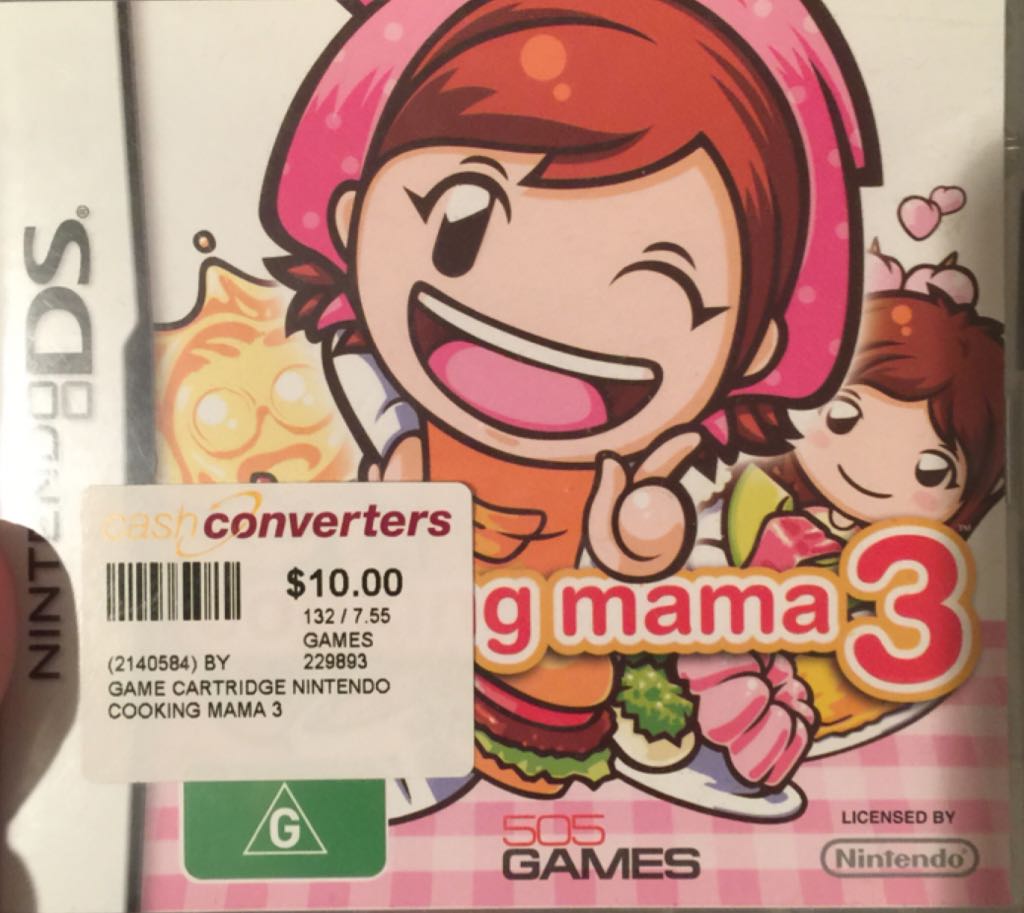 NINTENDO DS®
cash converters
$10.00
132 / 7.55
GAMES
(2140584) BY 229893
GAME CARTRIDGE NINTENDO
COOKING MAMA 3
g mama 3™
G
505
GAMES
LICENSED BY
Nintendo®